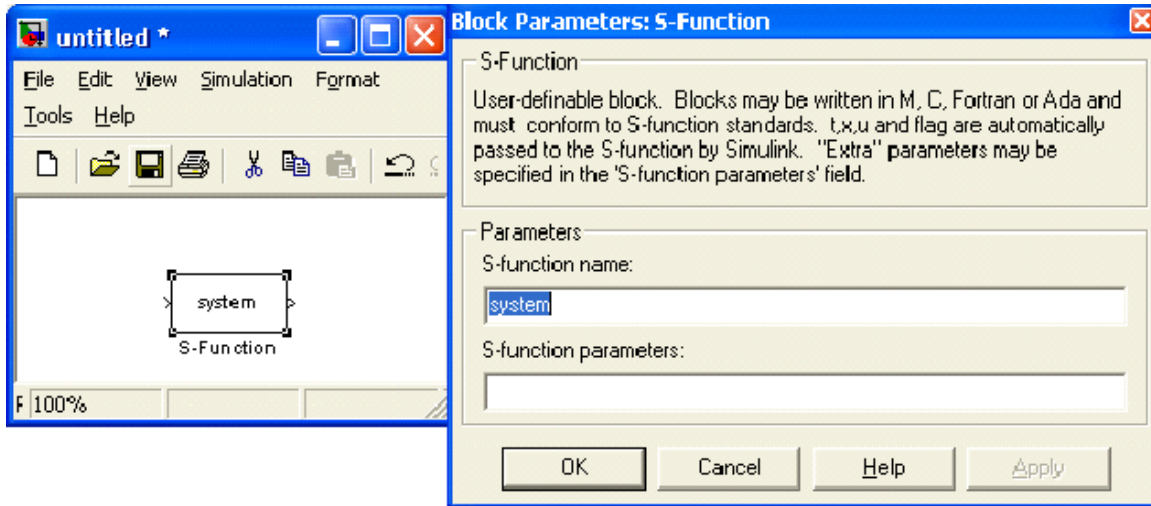 untitled *
File Edit View Simulation Format
Tools Help
system
S-Function
F 100%
Block Parameters: S-Function
S-Function
User-definable block. Blocks may be written in M, C, Fortran or Ada and
must conform to S-function standards. t,x,u and flag are automatically
passed to the S-function by Simulink. "Extra" parameters may be
specified in the 'S-function parameters' field.
Parameters
S-function name:
system
S-function parameters:
OK Cancel Help Apply